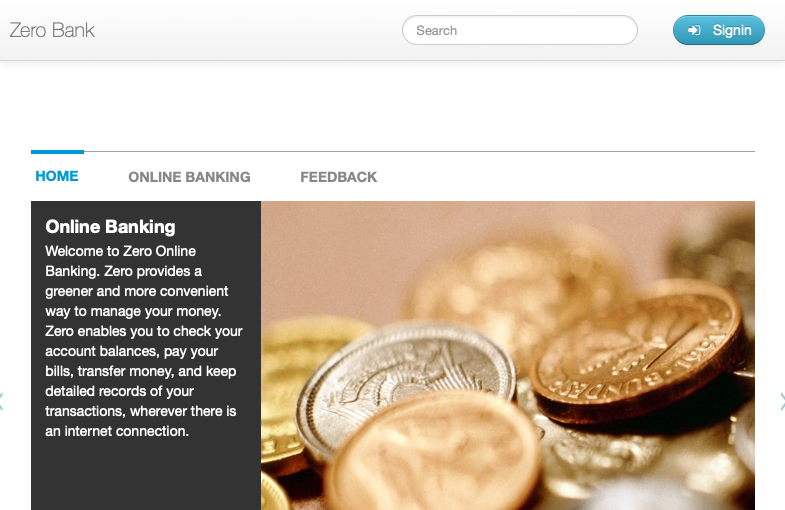 Zero Bank
Search
Signin
HOME
ONLINE BANKING
FEEDBACK
Online Banking
Welcome to Zero Online
Banking. Zero provides a
greener and more convenient
way to manage your money.
Zero enables you to check your
account balances, pay your
bills, transfer money, and keep
detailed records of your
transactions, wherever there is
an internet connection.